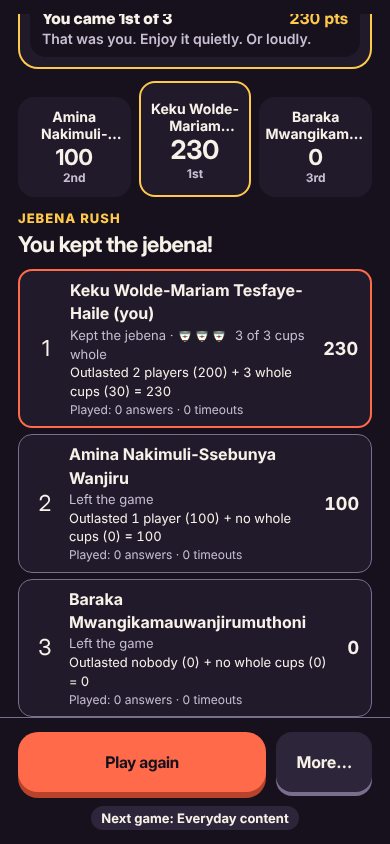 You came 1st of 3
230 pts
That was you. Enjoy it quietly. Or loudly.
Amina
Nakimuli-...
100
2nd
Keku Wolde-
Mariam...
230
1st
Baraka
Mwangikam...
0
3rd
JEBENA RUSH
You kept the jebena!
1
Keku Wolde-Mariam Tesfaye-
Haile (you)
Kept the jebena · 3 of 3 cups
whole
Outlasted 2 players (200) + 3 whole
cups (30) = 230
Played: 0 answers · 0 timeouts
230
2
Amina Nakimuli-Ssebunya
Wanjiru
Left the game
Outlasted 1 player (100) + no whole
cups (0) = 100
Played: 0 answers · 0 timeouts
100
3
Baraka
Mwangikamauwanjirumuthoni
Left the game
Outlasted nobody (0) + no whole cups (0)
= 0
Played: 0 answers · 0 timeouts
0
Play again
More...
Next game: Everyday content